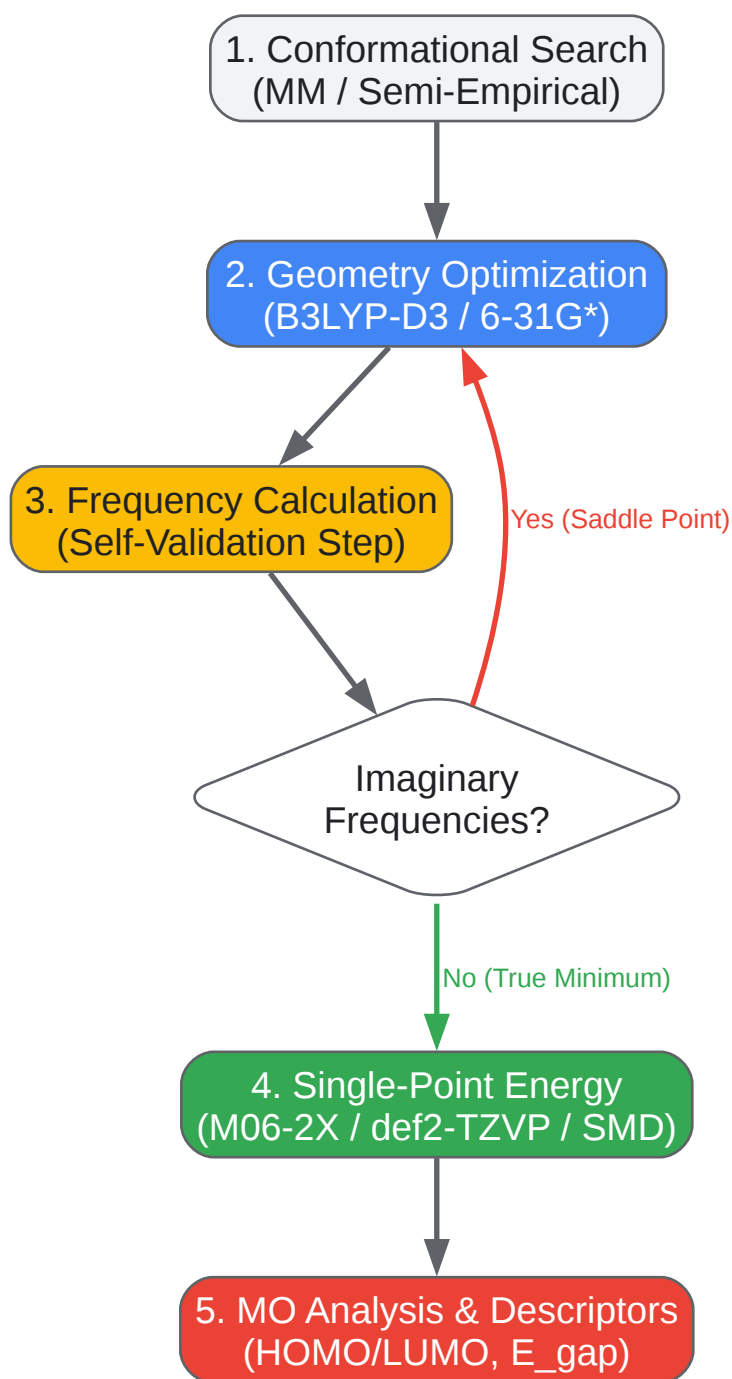 1. Conformational Search
(MM / Semi-Empirical)
2. Geometry Optimization
(B3LYP-D3 / 6-31G*)
3. Frequency Calculation
(Self-Validation Step)
Yes (Saddle Point)
Imaginary
Frequencies?
No (True Minimum)
4. Single-Point Energy
(M06-2X / def2-TZVP / SMD)
5. MO Analysis & Descriptors
(HOMO/LUMO, E_gap)